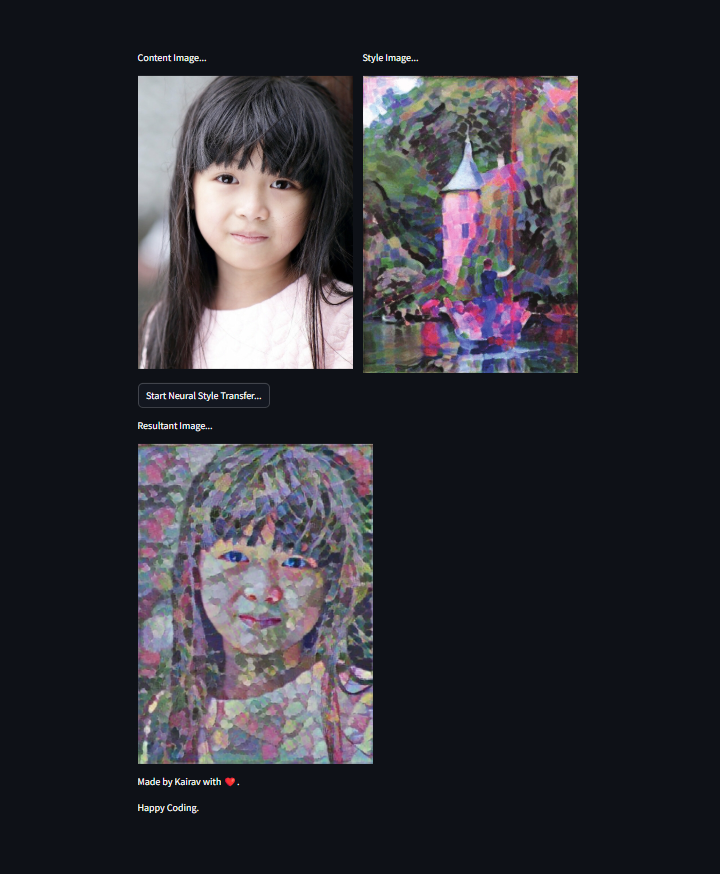 Content Image...
Style Image...
Start Neural Style Transfer...
Resultant Image...
Made by Kairav with ❤️.
Happy Coding.